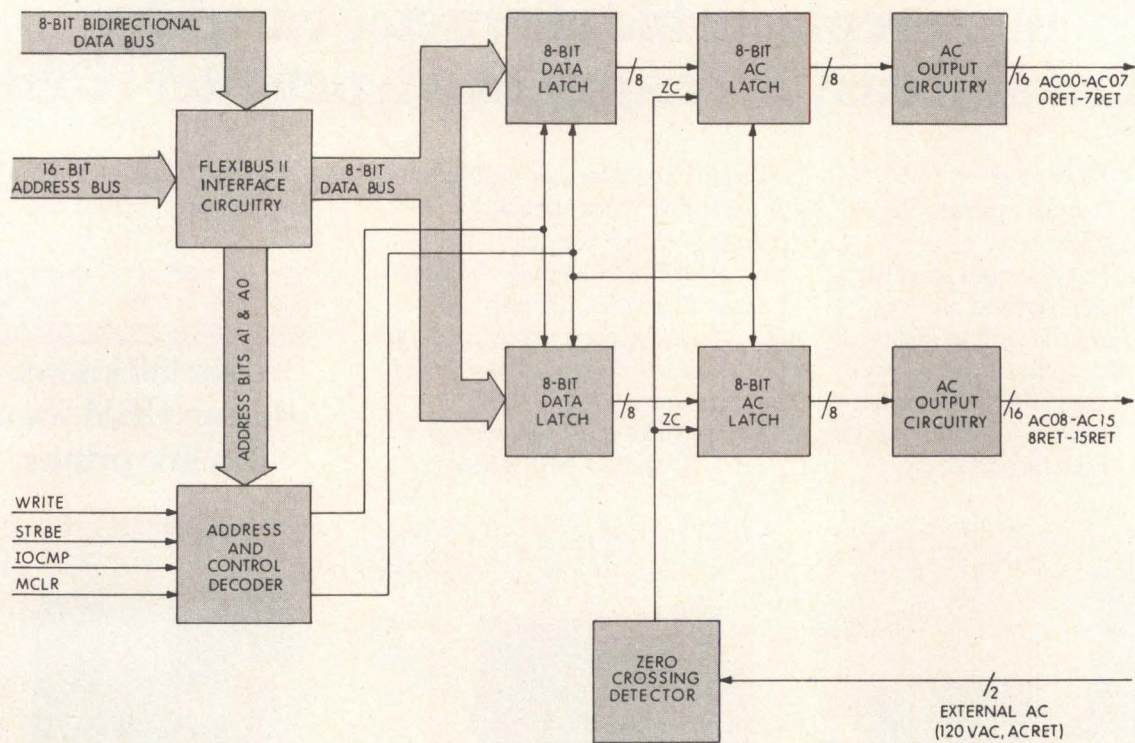 8-BIT BIDIRECTIONAL
DATA BUS
16-BIT
ADDRESS BUS
FLEXIBUS II
INTERFACE
CIRCUITRY
8-BIT
DATA BUS
8-BIT
DATA
LATCH
8
ZC
8-BIT
AC
LATCH
8
AC
OUTPUT
CIRCUITRY
16
AC00-AC07
0RET-7RET
ADDRESS BITS A1 & A0
8-BIT
DATA
LATCH
8
ZC
8-BIT
AC
LATCH
8
AC
OUTPUT
CIRCUITRY
16
AC08-AC15
8RET-15RET
WRITE
STRBE
IOCMP
MCLR
ADDRESS
AND
CONTROL
DECODER
ZERO
CROSSING
DETECTOR
2
EXTERNAL AC
(120 VAC, ACRET)